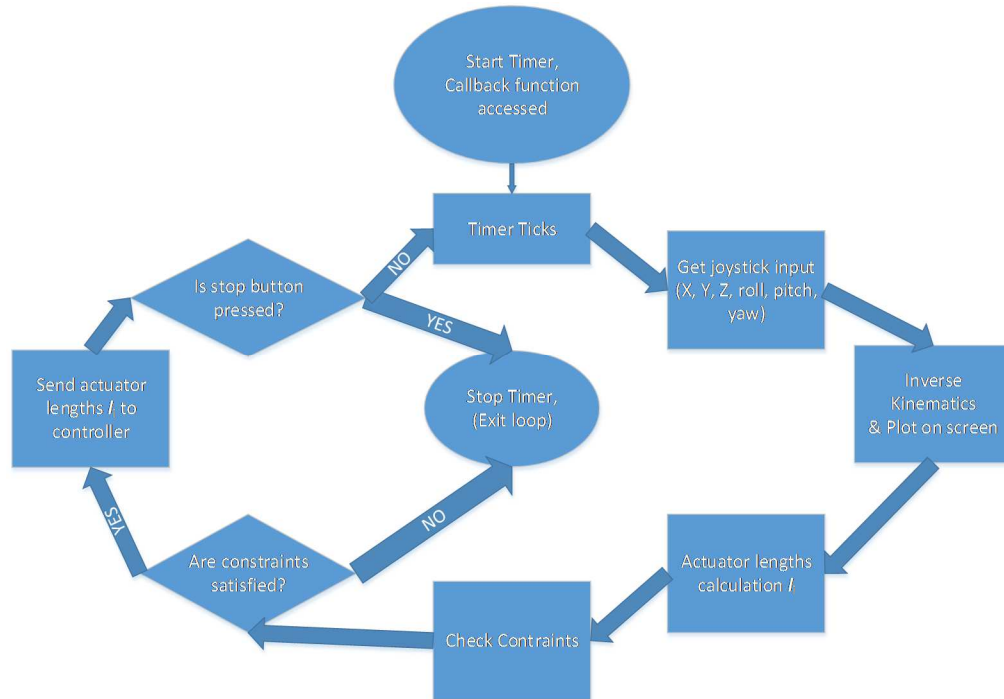 Start Timer,
Callback function
accessed
Timer Ticks
Get joystick input
(X, Y, Z, roll, pitch,
yaw)
Inverse
Kinematics
& Plot on screen
Actuator lengths
calculation lᵢ
Check Contraints
Are constraints
satisfied?
YES
NO
Send actuator
lengths lᵢ to
controller
Is stop button
pressed?
NO
YES
Stop Timer,
(Exit loop)